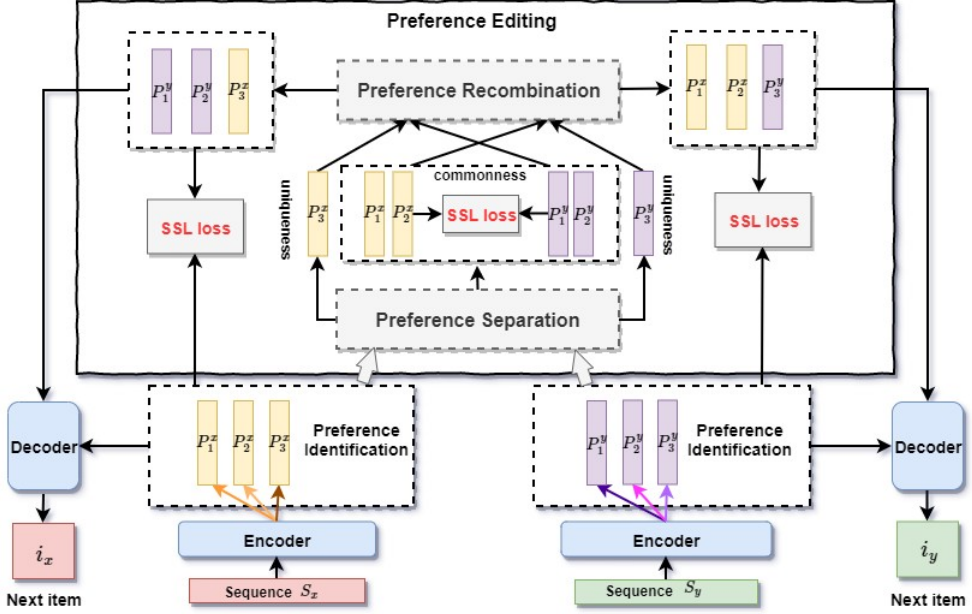 Preference Editing
P_1^y P_2^y P_3^x
Preference Recombination
P_1^x P_2^x P_3^y
uniqueness
P_3^x
commonness
P_1^x P_2^x
SSL loss
P_1^y P_2^y
P_3^y
uniqueness
SSL loss
SSL loss
Preference Separation
P_1^x P_2^x P_3^x
Preference
Identification
P_1^y P_2^y P_3^y
Preference
Identification
Decoder
Decoder
Encoder
Encoder
i_x
i_y
Sequence S_x
Sequence S_y
Next item
Next item